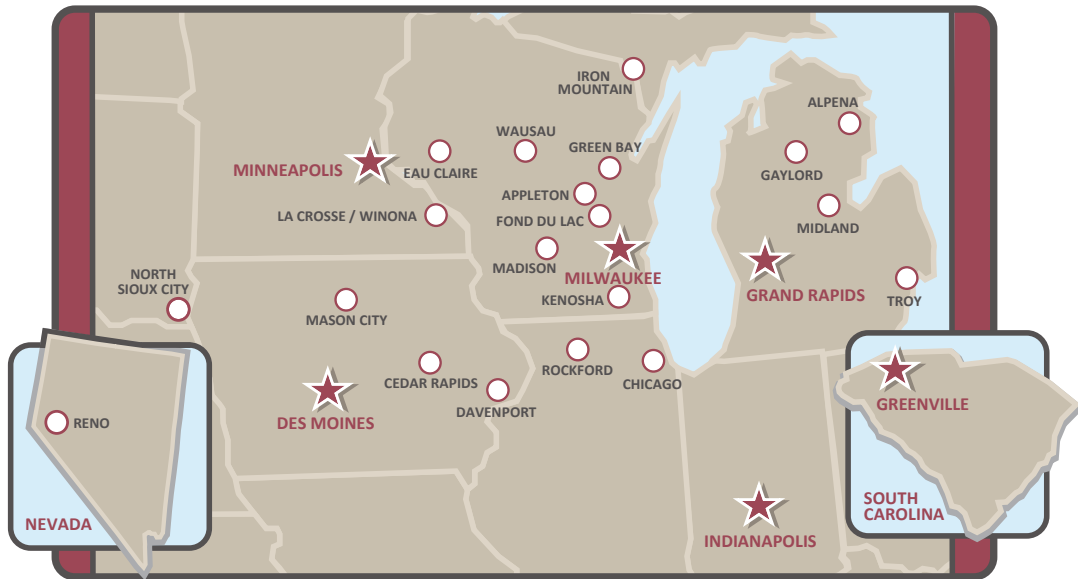 IRON
MOUNTAIN
ALPENA
WAUSAU
GREEN BAY
MINNEAPOLIS
EAU CLAIRE
GAYLORD
APPLETON
LA CROSSE / WINONA
FOND DU LAC
MIDLAND
MADISON
MILWAUKEE
NORTH
SIOUX CITY
GRAND RAPIDS
TROY
KENOSHA
MASON CITY
ROCKFORD
CHICAGO
CEDAR RAPIDS
DAVENPORT
DES MOINES
RENO
NEVADA
GREENVILLE
SOUTH
CAROLINA
INDIANAPOLIS